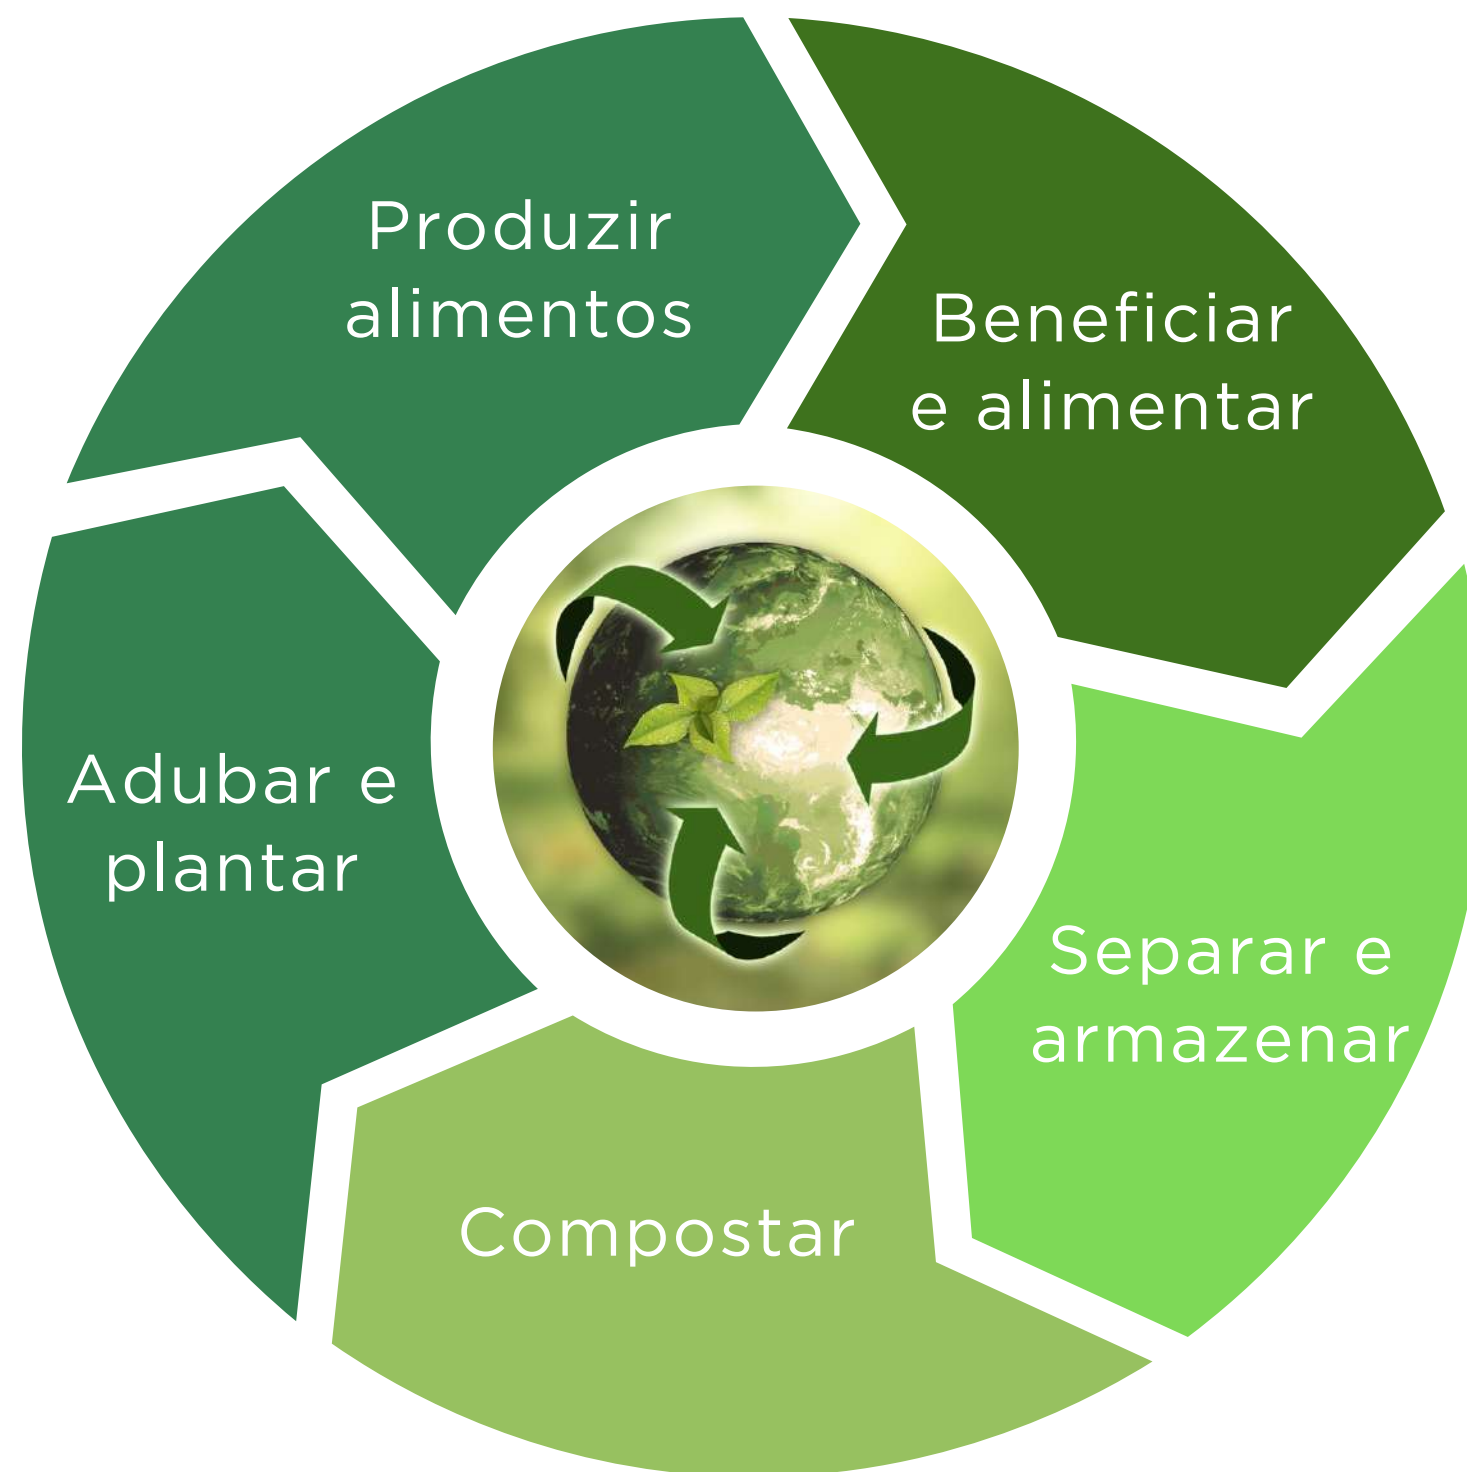 Produzir
alimentos
Beneficiar
e alimentar
Separar e
armazenar
Compostar
Adubar e
plantar